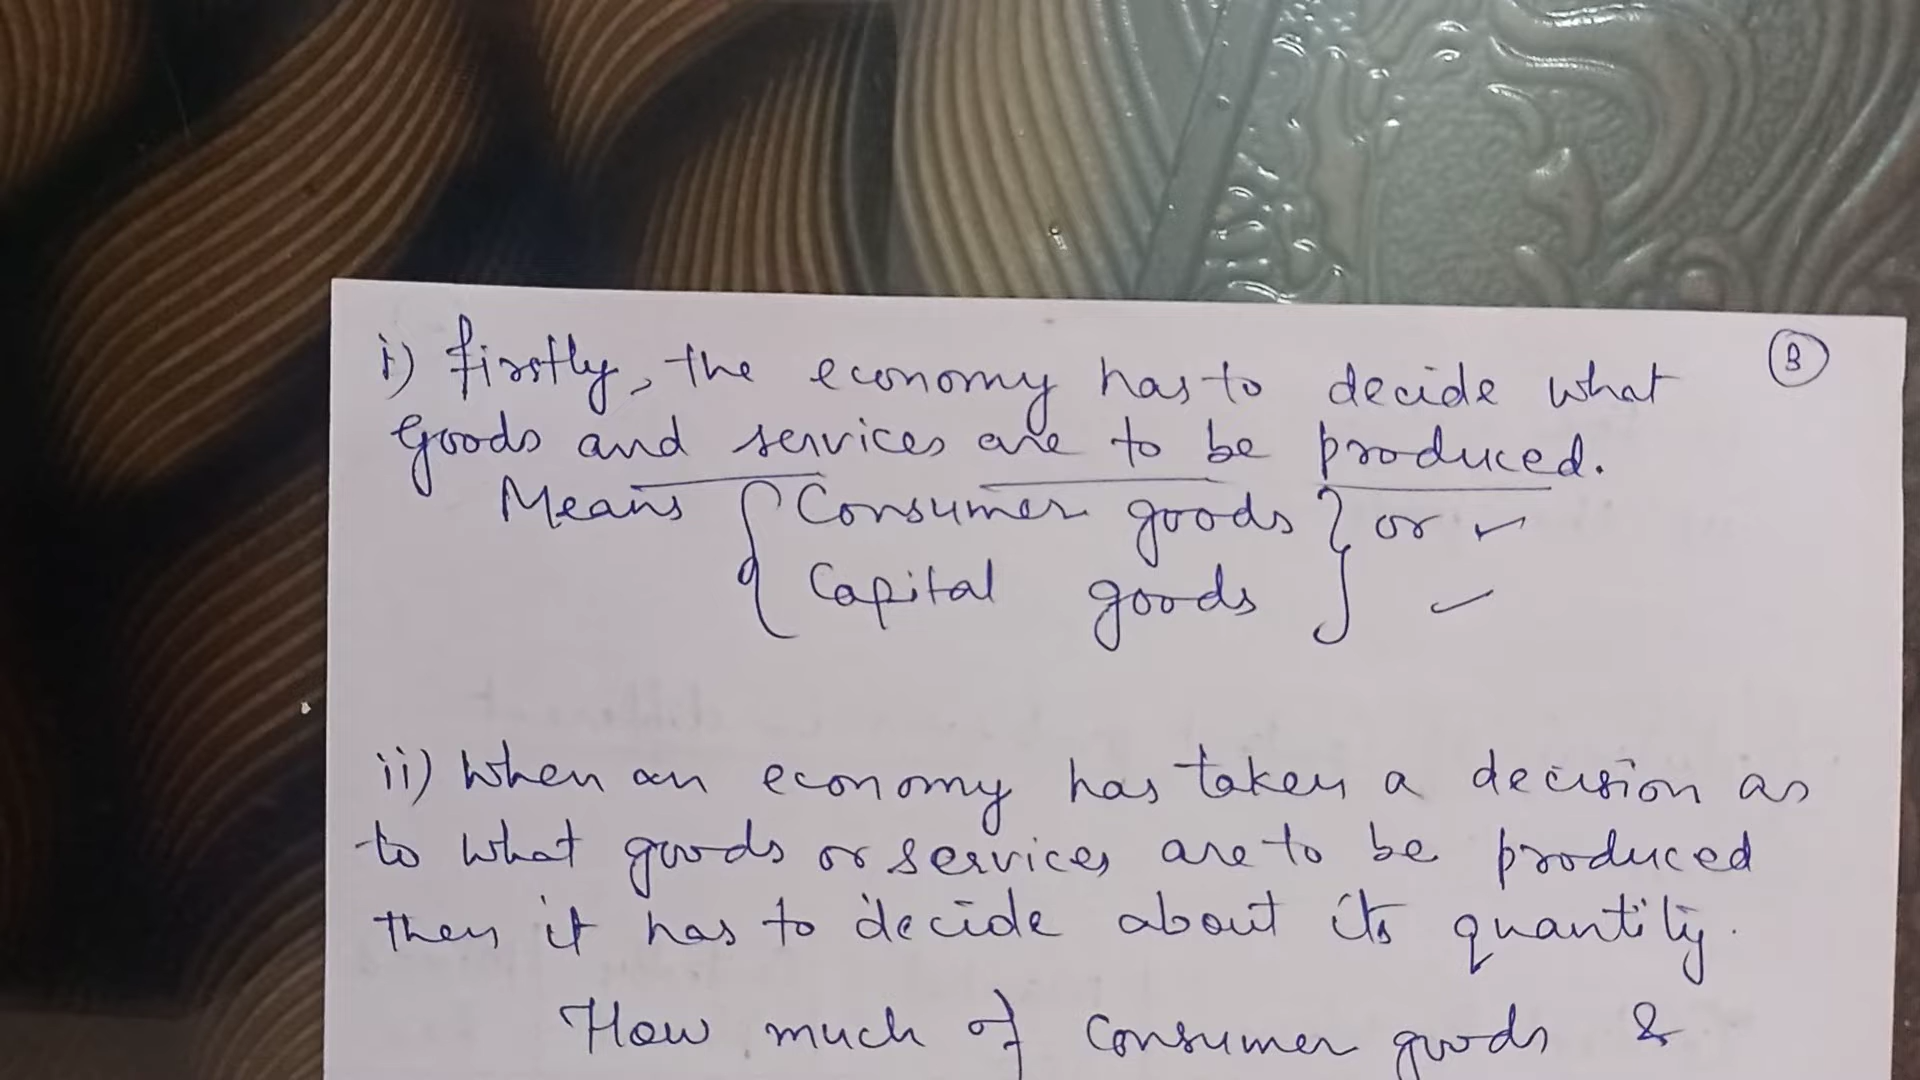 B
i) firstly, the economy has to decide what
goods and services are to be produced.
Means { Consumer goods } or ✓
Capital goods ✓
ii) When an economy has taken a decision as
to what goods or services are to be produced
then it has to decide about its quantity.
How much of Consumer goods &